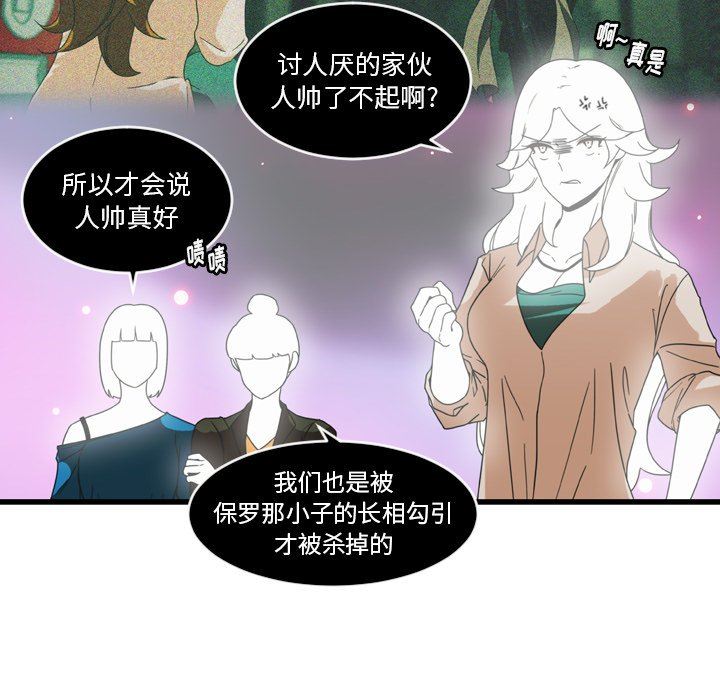 讨人厌的家伙
人帅了不起啊?
啊~真是
所以才会说
人帅真好
啧啧
我们也是被
保罗那小子的长相勾引
才被杀掉的